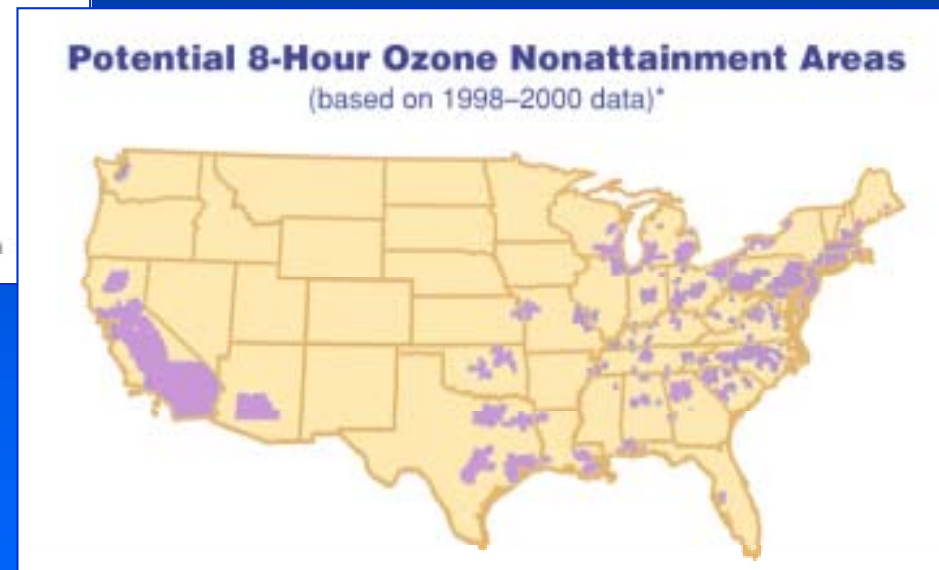 Potential 8-Hour Ozone Nonattainment Areas
(based on 1998–2000 data)*